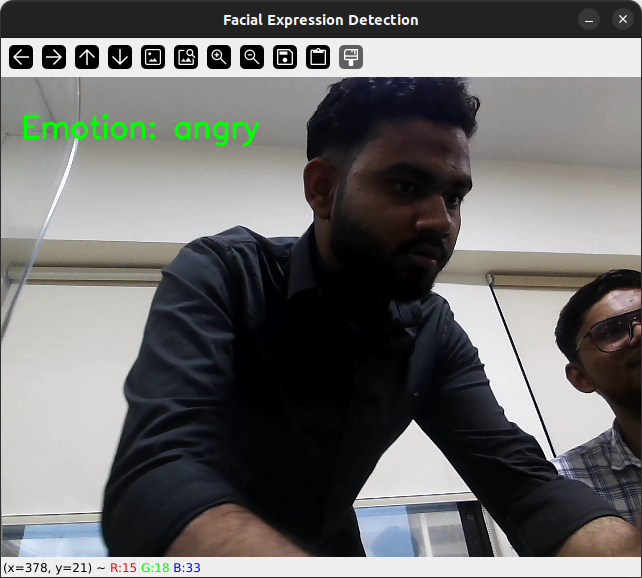 Facial Expression Detection
Emotion: angry
(x=378, y=21) ~ R:15 G:18 B:33